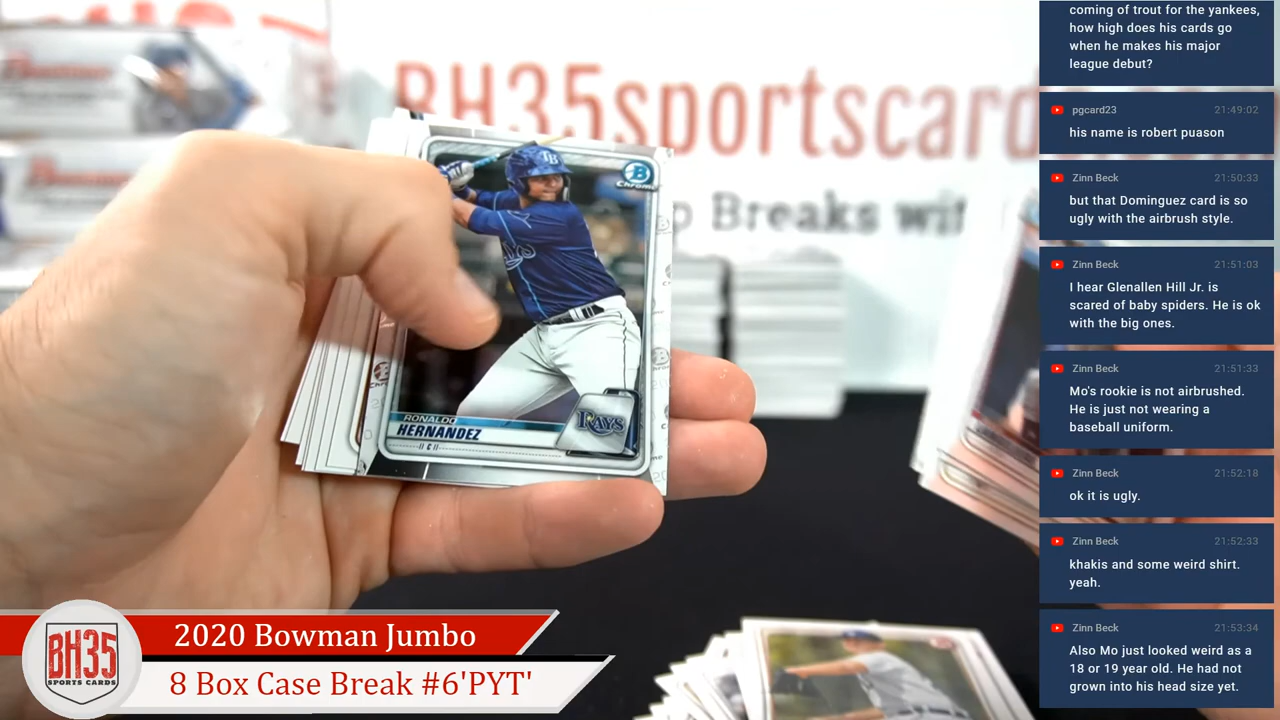 BH35sportscard
p Breaks wit
TB
B
Chrome
Rays
RONALDO
HERNANDEZ
// C //
RAYS
BH35
SPORTS CARDS
2020 Bowman Jumbo
8 Box Case Break #6'PYT'
coming of trout for the yankees,
how high does his cards go
when he makes his major
league debut?
pgcard23 21:49:02
his name is robert puason
Zinn Beck 21:50:33
but that Dominguez card is so
ugly with the airbrush style.
Zinn Beck 21:51:03
I hear Glenallen Hill Jr. is
scared of baby spiders. He is ok
with the big ones.
Zinn Beck 21:51:33
Mo's rookie is not airbrushed.
He is just not wearing a
baseball uniform.
Zinn Beck 21:52:18
ok it is ugly.
Zinn Beck 21:52:33
khakis and some weird shirt.
yeah.
Zinn Beck 21:53:34
Also Mo just looked weird as a
18 or 19 year old. He had not
grown into his head size yet.